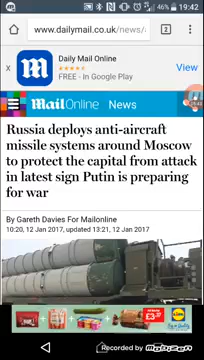 46% 19:42
www.dailymail.co.uk/news/
2
x
Daily Mail Online
FREE - In Google Play
View
MailOnline News
Russia deploys anti-aircraft
missile systems around Moscow
to protect the capital from attack
in latest sign Putin is preparing
for war
By Gareth Davies For Mailonline
10:20, 12 Jan 2017, updated 13:21, 12 Jan 2017
Recorded by